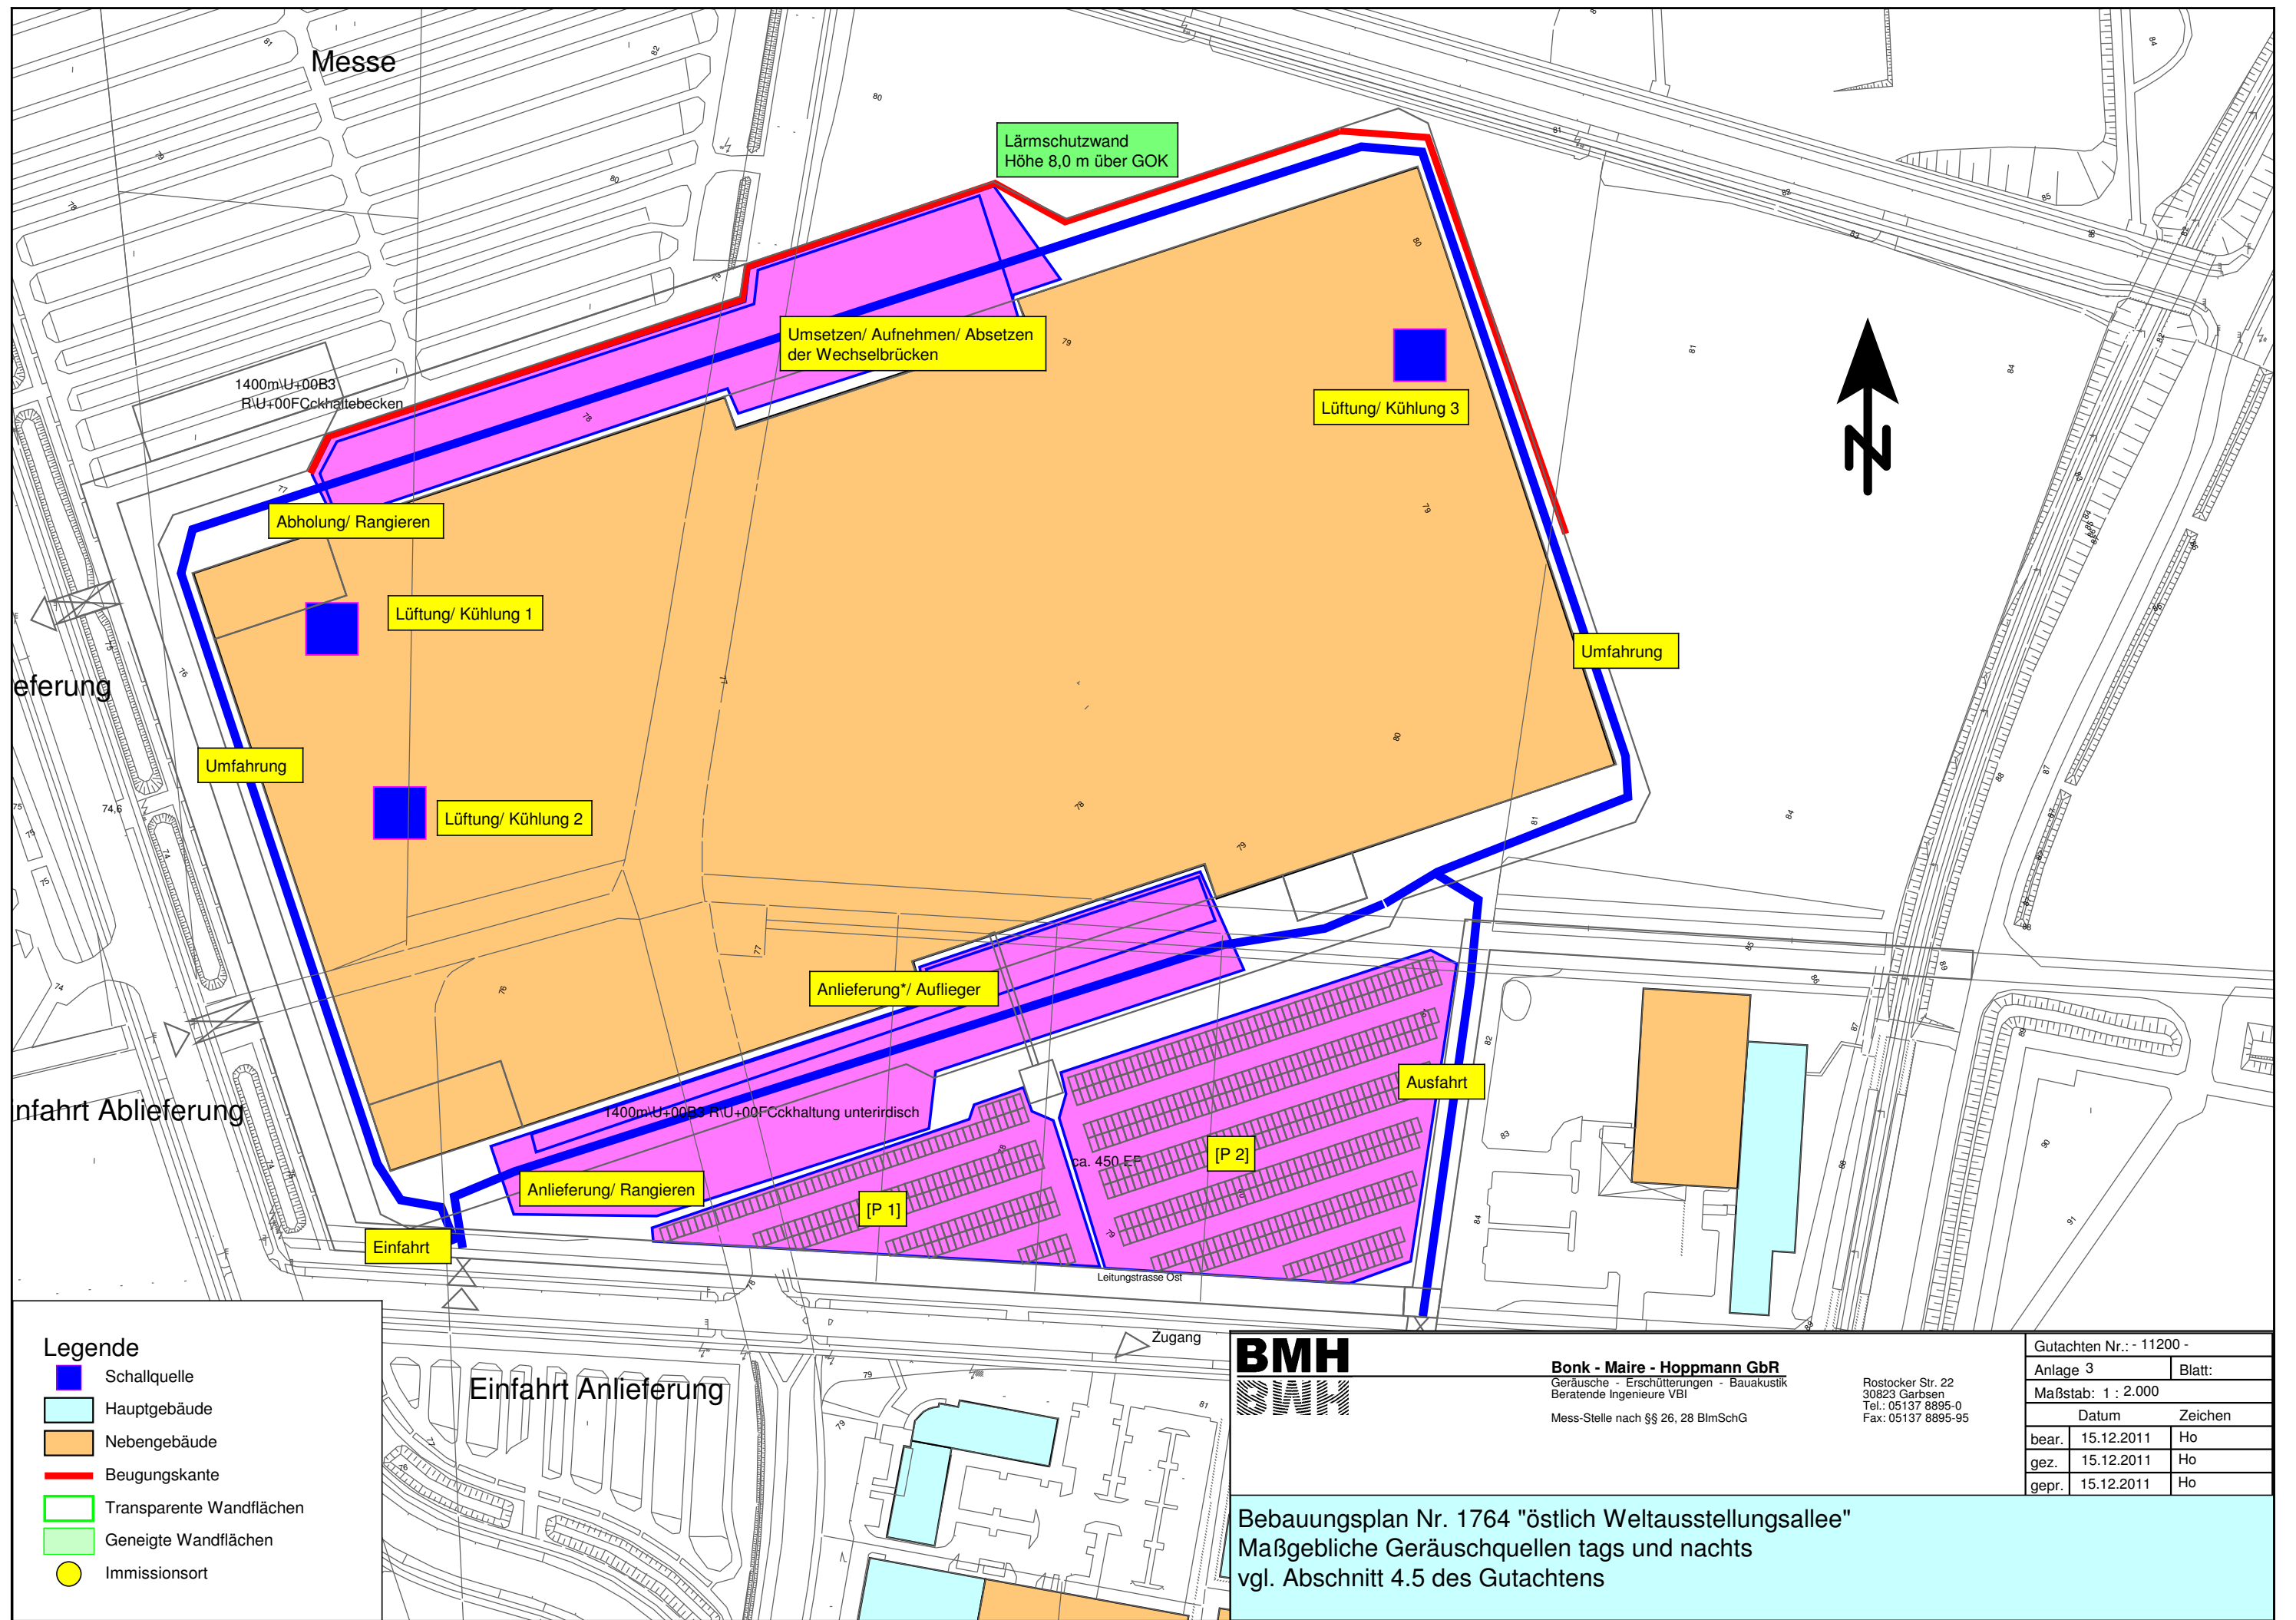 Messe
Lärmschutzwand
Höhe 8,0 m über GOK
Umsetzen/ Aufnehmen/ Absetzen
der Wechselbrücken
1400m\U+00B3
R\U+00FCckhaltebecken
Lüftung/ Kühlung 3
Abholung/ Rangieren
Lüftung/ Kühlung 1
Umfahrung
eferung
Umfahrung
74,6
Lüftung/ Kühlung 2
Anlieferung*/ Auflieger
Ausfahrt
nfahrt Ablieferung
1400m\U+00B3 R\U+00FCckhaltung unterirdisch
[P 2]
ca. 450 EP
Anlieferung/ Rangieren
[P 1]
Einfahrt
Leitungstrasse Ost
Zugang
Einfahrt Anlieferung
N
Legende
Schallquelle
Hauptgebäude
Nebengebäude
Beugungskante
Transparente Wandflächen
Geneigte Wandflächen
Immissionsort
BMH
Bonk - Maire - Hoppmann GbR
Geräusche - Erschütterungen - Bauakustik
Beratende Ingenieure VBI
Mess-Stelle nach §§ 26, 28 BImSchG
Rostocker Str. 22
30823 Garbsen
Tel.: 05137 8895-0
Fax: 05137 8895-95
Gutachten Nr.: - 11200 -
Anlage 3 Blatt:
Maßstab: 1 : 2.000
Datum Zeichen
bear. 15.12.2011 Ho
gez. 15.12.2011 Ho
gepr. 15.12.2011 Ho
Bebauungsplan Nr. 1764 "östlich Weltausstellungsallee"
Maßgebliche Geräuschquellen tags und nachts
vgl. Abschnitt 4.5 des Gutachtens